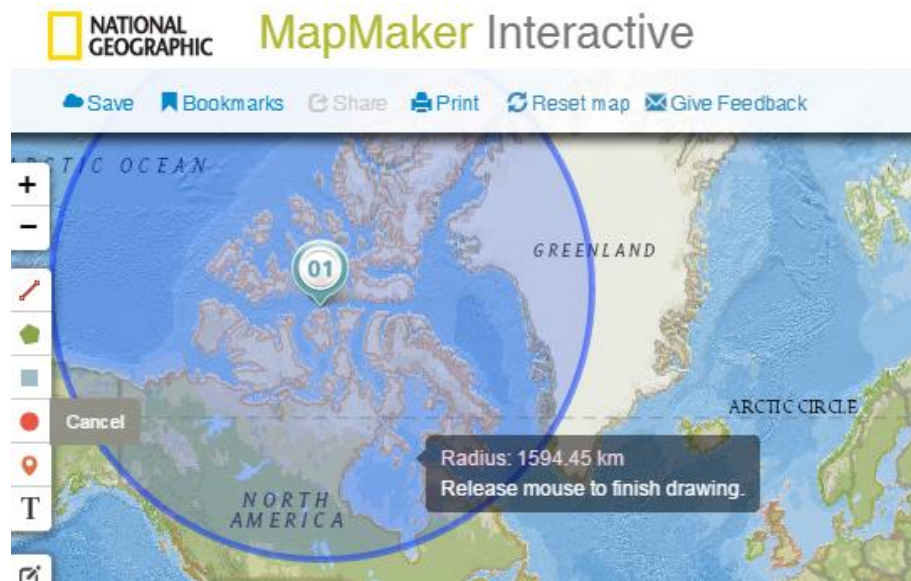 NATIONAL
GEOGRAPHIC
MapMaker Interactive
Save Bookmarks Share Print Reset map Give Feedback
ARCTIC OCEAN
+
−
GREENLAND
01
ARCTIC CIRCLE
Cancel
Radius: 1594.45 km
Release mouse to finish drawing.
T
NORTH
AMERICA